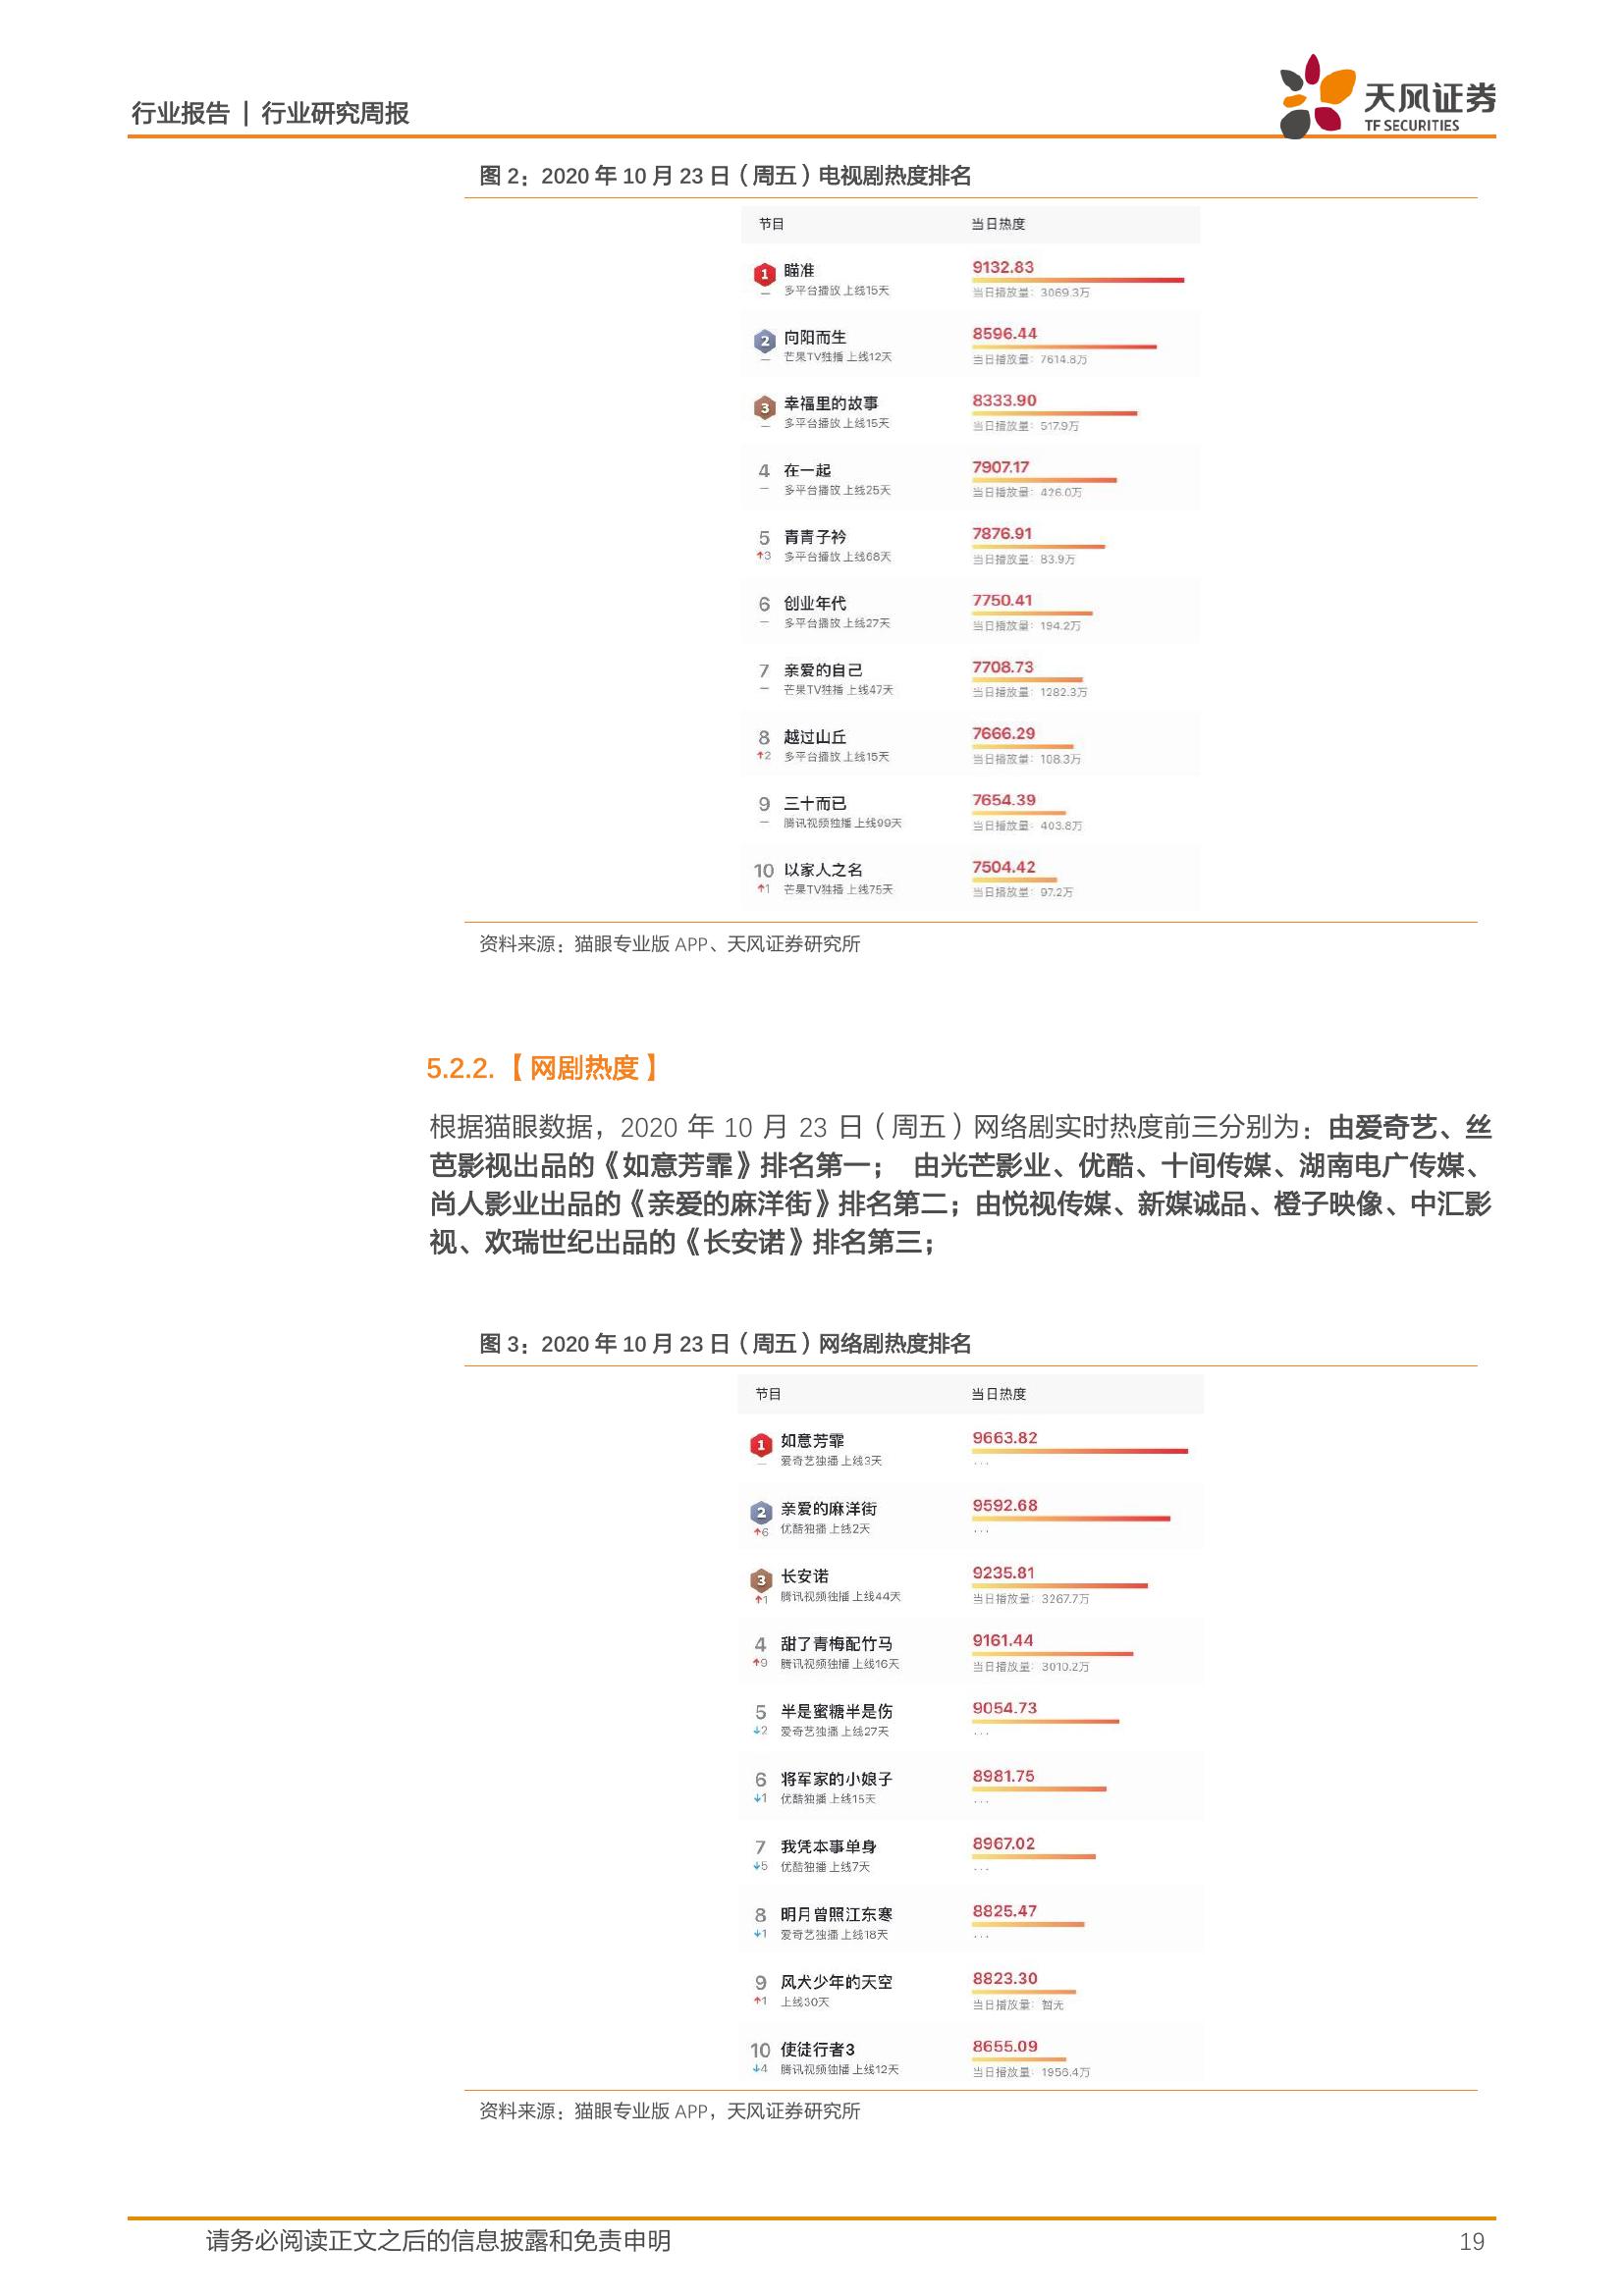 行业报告 | 行业研究周报
天风证券
TF SECURITIES
图 2：2020 年 10 月 23 日（周五）电视剧热度排名
节目 当日热度
1 瞄准 9132.83
— 多平台播放 上线15天 当日播放量：3069.3万
2 向阳而生 8596.44
— 芒果TV独播 上线12天 当日播放量：7614.8万
3 幸福里的故事 8333.90
— 多平台播放 上线15天 当日播放量：517.9万
4 在一起 7907.17
— 多平台播放 上线25天 当日播放量：426.0万
5 青青子衿 7876.91
↑3 多平台播放 上线68天 当日播放量：83.9万
6 创业年代 7750.41
— 多平台播放 上线27天 当日播放量：194.2万
7 亲爱的自己 7708.73
— 芒果TV独播 上线47天 当日播放量：1282.3万
8 越过山丘 7666.29
↑2 多平台播放 上线15天 当日播放量：108.3万
9 三十而已 7654.39
— 腾讯视频独播 上线99天 当日播放量：403.8万
10 以家人之名 7504.42
↑1 芒果TV独播 上线75天 当日播放量：97.2万
资料来源：猫眼专业版 APP、天风证券研究所
5.2.2.【网剧热度】
根据猫眼数据，2020 年 10 月 23 日（周五）网络剧实时热度前三分别为：由爱奇艺、丝
芭影视出品的《如意芳霏》排名第一； 由光芒影业、优酷、十间传媒、湖南电广传媒、
尚人影业出品的《亲爱的麻洋街》排名第二；由悦视传媒、新媒诚品、橙子映像、中汇影
视、欢瑞世纪出品的《长安诺》排名第三；
图 3：2020 年 10 月 23 日（周五）网络剧热度排名
节目 当日热度
1 如意芳霏 9663.82
— 爱奇艺独播 上线3天 ...
2 亲爱的麻洋街 9592.68
↑6 优酷独播 上线2天 ...
3 长安诺 9235.81
↑1 腾讯视频独播 上线44天 当日播放量：3267.7万
4 甜了青梅配竹马 9161.44
↑9 腾讯视频独播 上线16天 当日播放量：3010.2万
5 半是蜜糖半是伤 9054.73
↓2 爱奇艺独播 上线27天 ...
6 将军家的小娘子 8981.75
↓1 优酷独播 上线15天 ...
7 我凭本事单身 8967.02
↓5 优酷独播 上线7天 ...
8 明月曾照江东寒 8825.47
↓1 爱奇艺独播 上线18天 ...
9 风犬少年的天空 8823.30
↑1 上线30天 当日播放量：暂无
10 使徒行者3 8655.09
↓4 腾讯视频独播 上线12天 当日播放量：1956.4万
资料来源：猫眼专业版 APP，天风证券研究所
请务必阅读正文之后的信息披露和免责申明 19